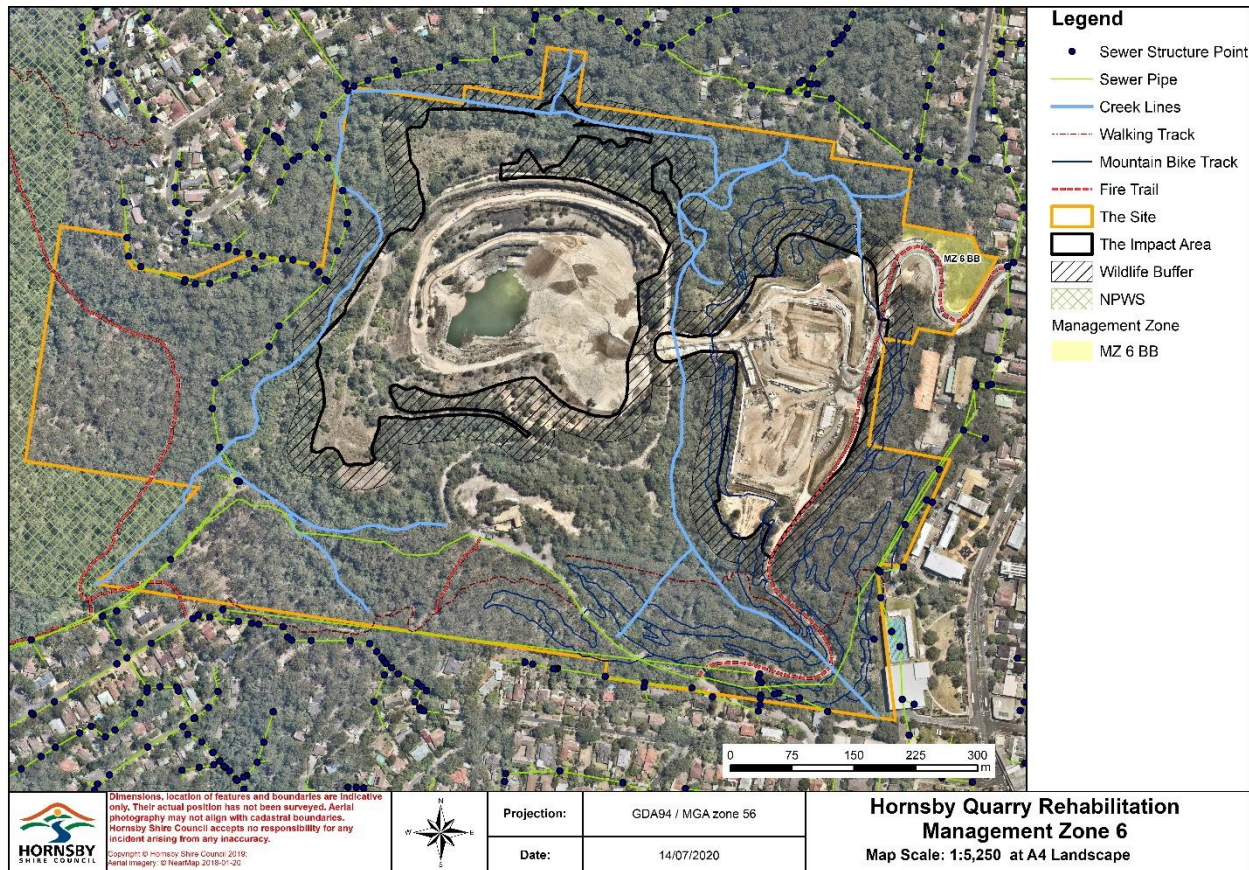 MZ 6 BB
0 75 150 225 300
m
Legend
Sewer Structure Point
Sewer Pipe
Creek Lines
Walking Track
Mountain Bike Track
Fire Trail
The Site
The Impact Area
Wildlife Buffer
NPWS
Management Zone
MZ 6 BB
HORNSBY
SHIRE COUNCIL
Dimensions, location of features and boundaries are indicative
only. Their actual position has not been surveyed. Aerial
photography may not align with cadastral boundaries.
Hornsby Shire Council accepts no responsibility for any
incident arising from any inaccuracy.
Copyright © Hornsby Shire Council 2019;
Aerial Imagery: © NearMap 2018-01-20
N
W E
S
Projection: GDA94 / MGA zone 56
Date: 14/07/2020
Hornsby Quarry Rehabilitation
Management Zone 6
Map Scale: 1:5,250 at A4 Landscape